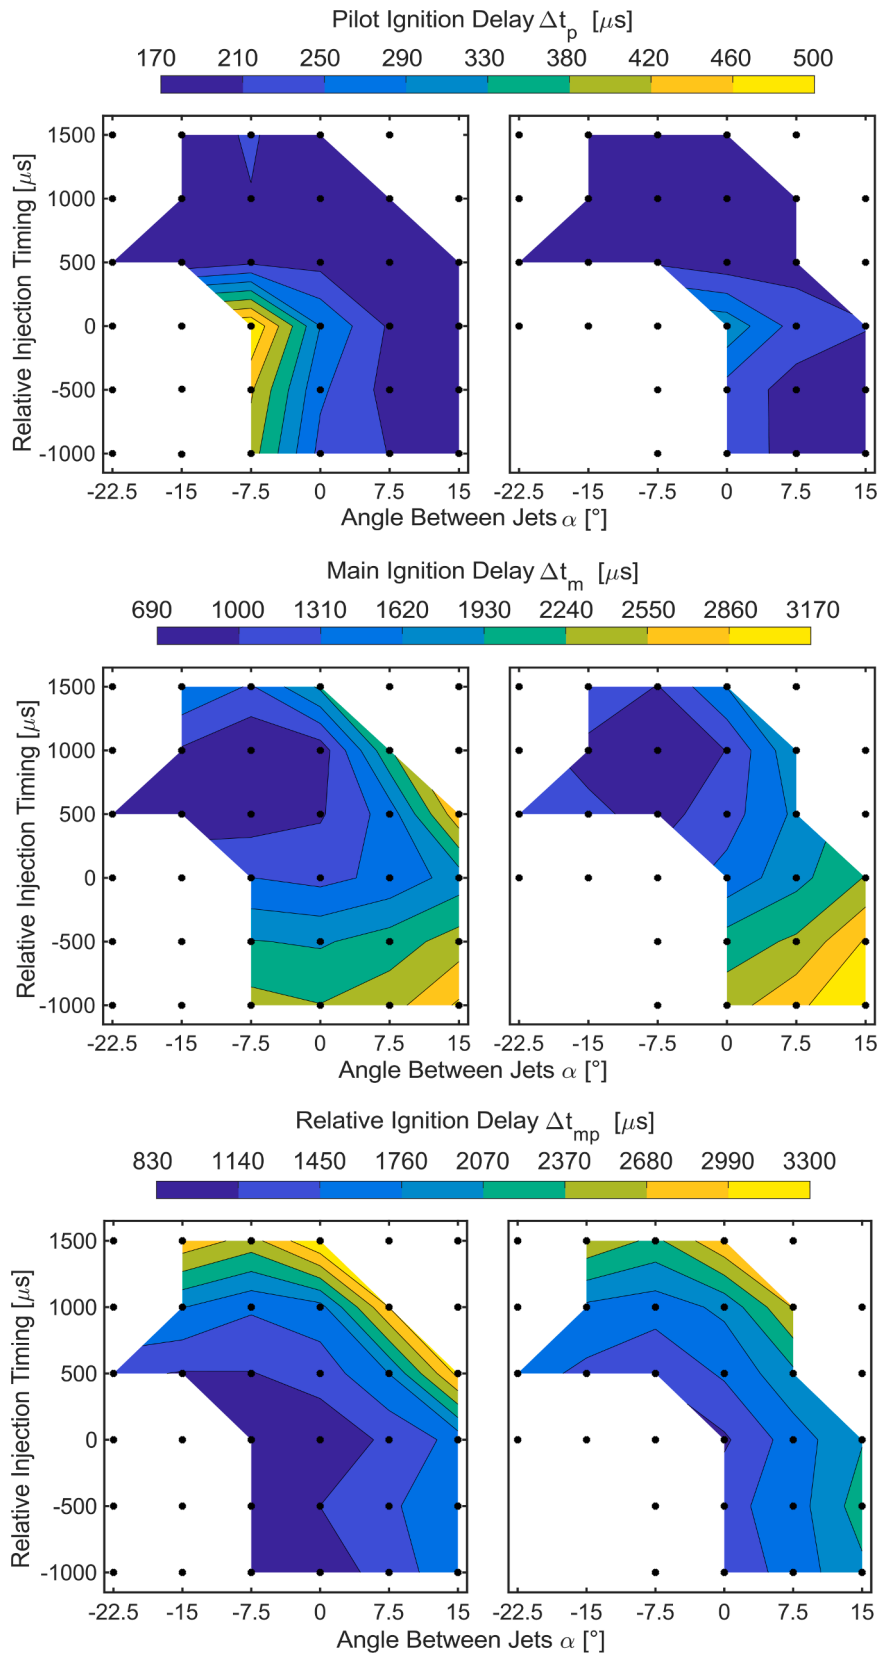 Pilot Ignition Delay Δt_p [μs]
170 210 250 290 330 380 420 460 500
Relative Injection Timing [μs]
1500
1000
500
0
-500
-1000
-22.5 -15 -7.5 0 7.5 15 -22.5 -15 -7.5 0 7.5 15
Angle Between Jets α [°]
Main Ignition Delay Δt_m [μs]
690 1000 1310 1620 1930 2240 2550 2860 3170
Relative Injection Timing [μs]
1500
1000
500
0
-500
-1000
-22.5 -15 -7.5 0 7.5 15 -22.5 -15 -7.5 0 7.5 15
Angle Between Jets α [°]
Relative Ignition Delay Δt_mp [μs]
830 1140 1450 1760 2070 2370 2680 2990 3300
Relative Injection Timing [μs]
1500
1000
500
0
-500
-1000
-22.5 -15 -7.5 0 7.5 15 -22.5 -15 -7.5 0 7.5 15
Angle Between Jets α [°]